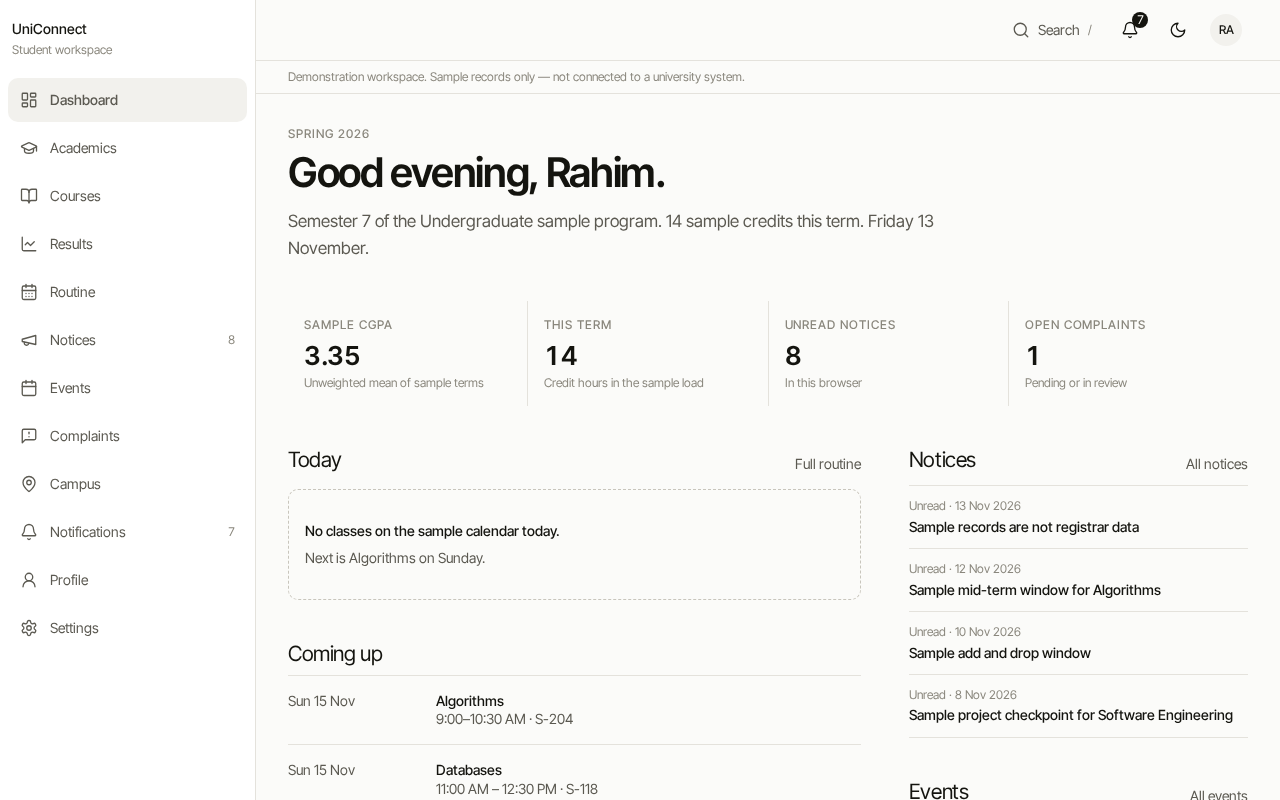 UniConnect
Student workspace
Dashboard
Academics
Courses
Results
Routine
Notices 8
Events
Complaints
Campus
Notifications 7
Profile
Settings
Search / 7 RA
Demonstration workspace. Sample records only — not connected to a university system.
SPRING 2026
Good evening, Rahim.
Semester 7 of the Undergraduate sample program. 14 sample credits this term. Friday 13
November.
SAMPLE CGPA
3.35
Unweighted mean of sample terms
THIS TERM
14
Credit hours in the sample load
UNREAD NOTICES
8
In this browser
OPEN COMPLAINTS
1
Pending or in review
Today Full routine
No classes on the sample calendar today.
Next is Algorithms on Sunday.
Coming up
Sun 15 Nov Algorithms
9:00–10:30 AM · S-204
Sun 15 Nov Databases
11:00 AM – 12:30 PM · S-118
Notices All notices
Unread · 13 Nov 2026
Sample records are not registrar data
Unread · 12 Nov 2026
Sample mid-term window for Algorithms
Unread · 10 Nov 2026
Sample add and drop window
Unread · 8 Nov 2026
Sample project checkpoint for Software Engineering
Events All events